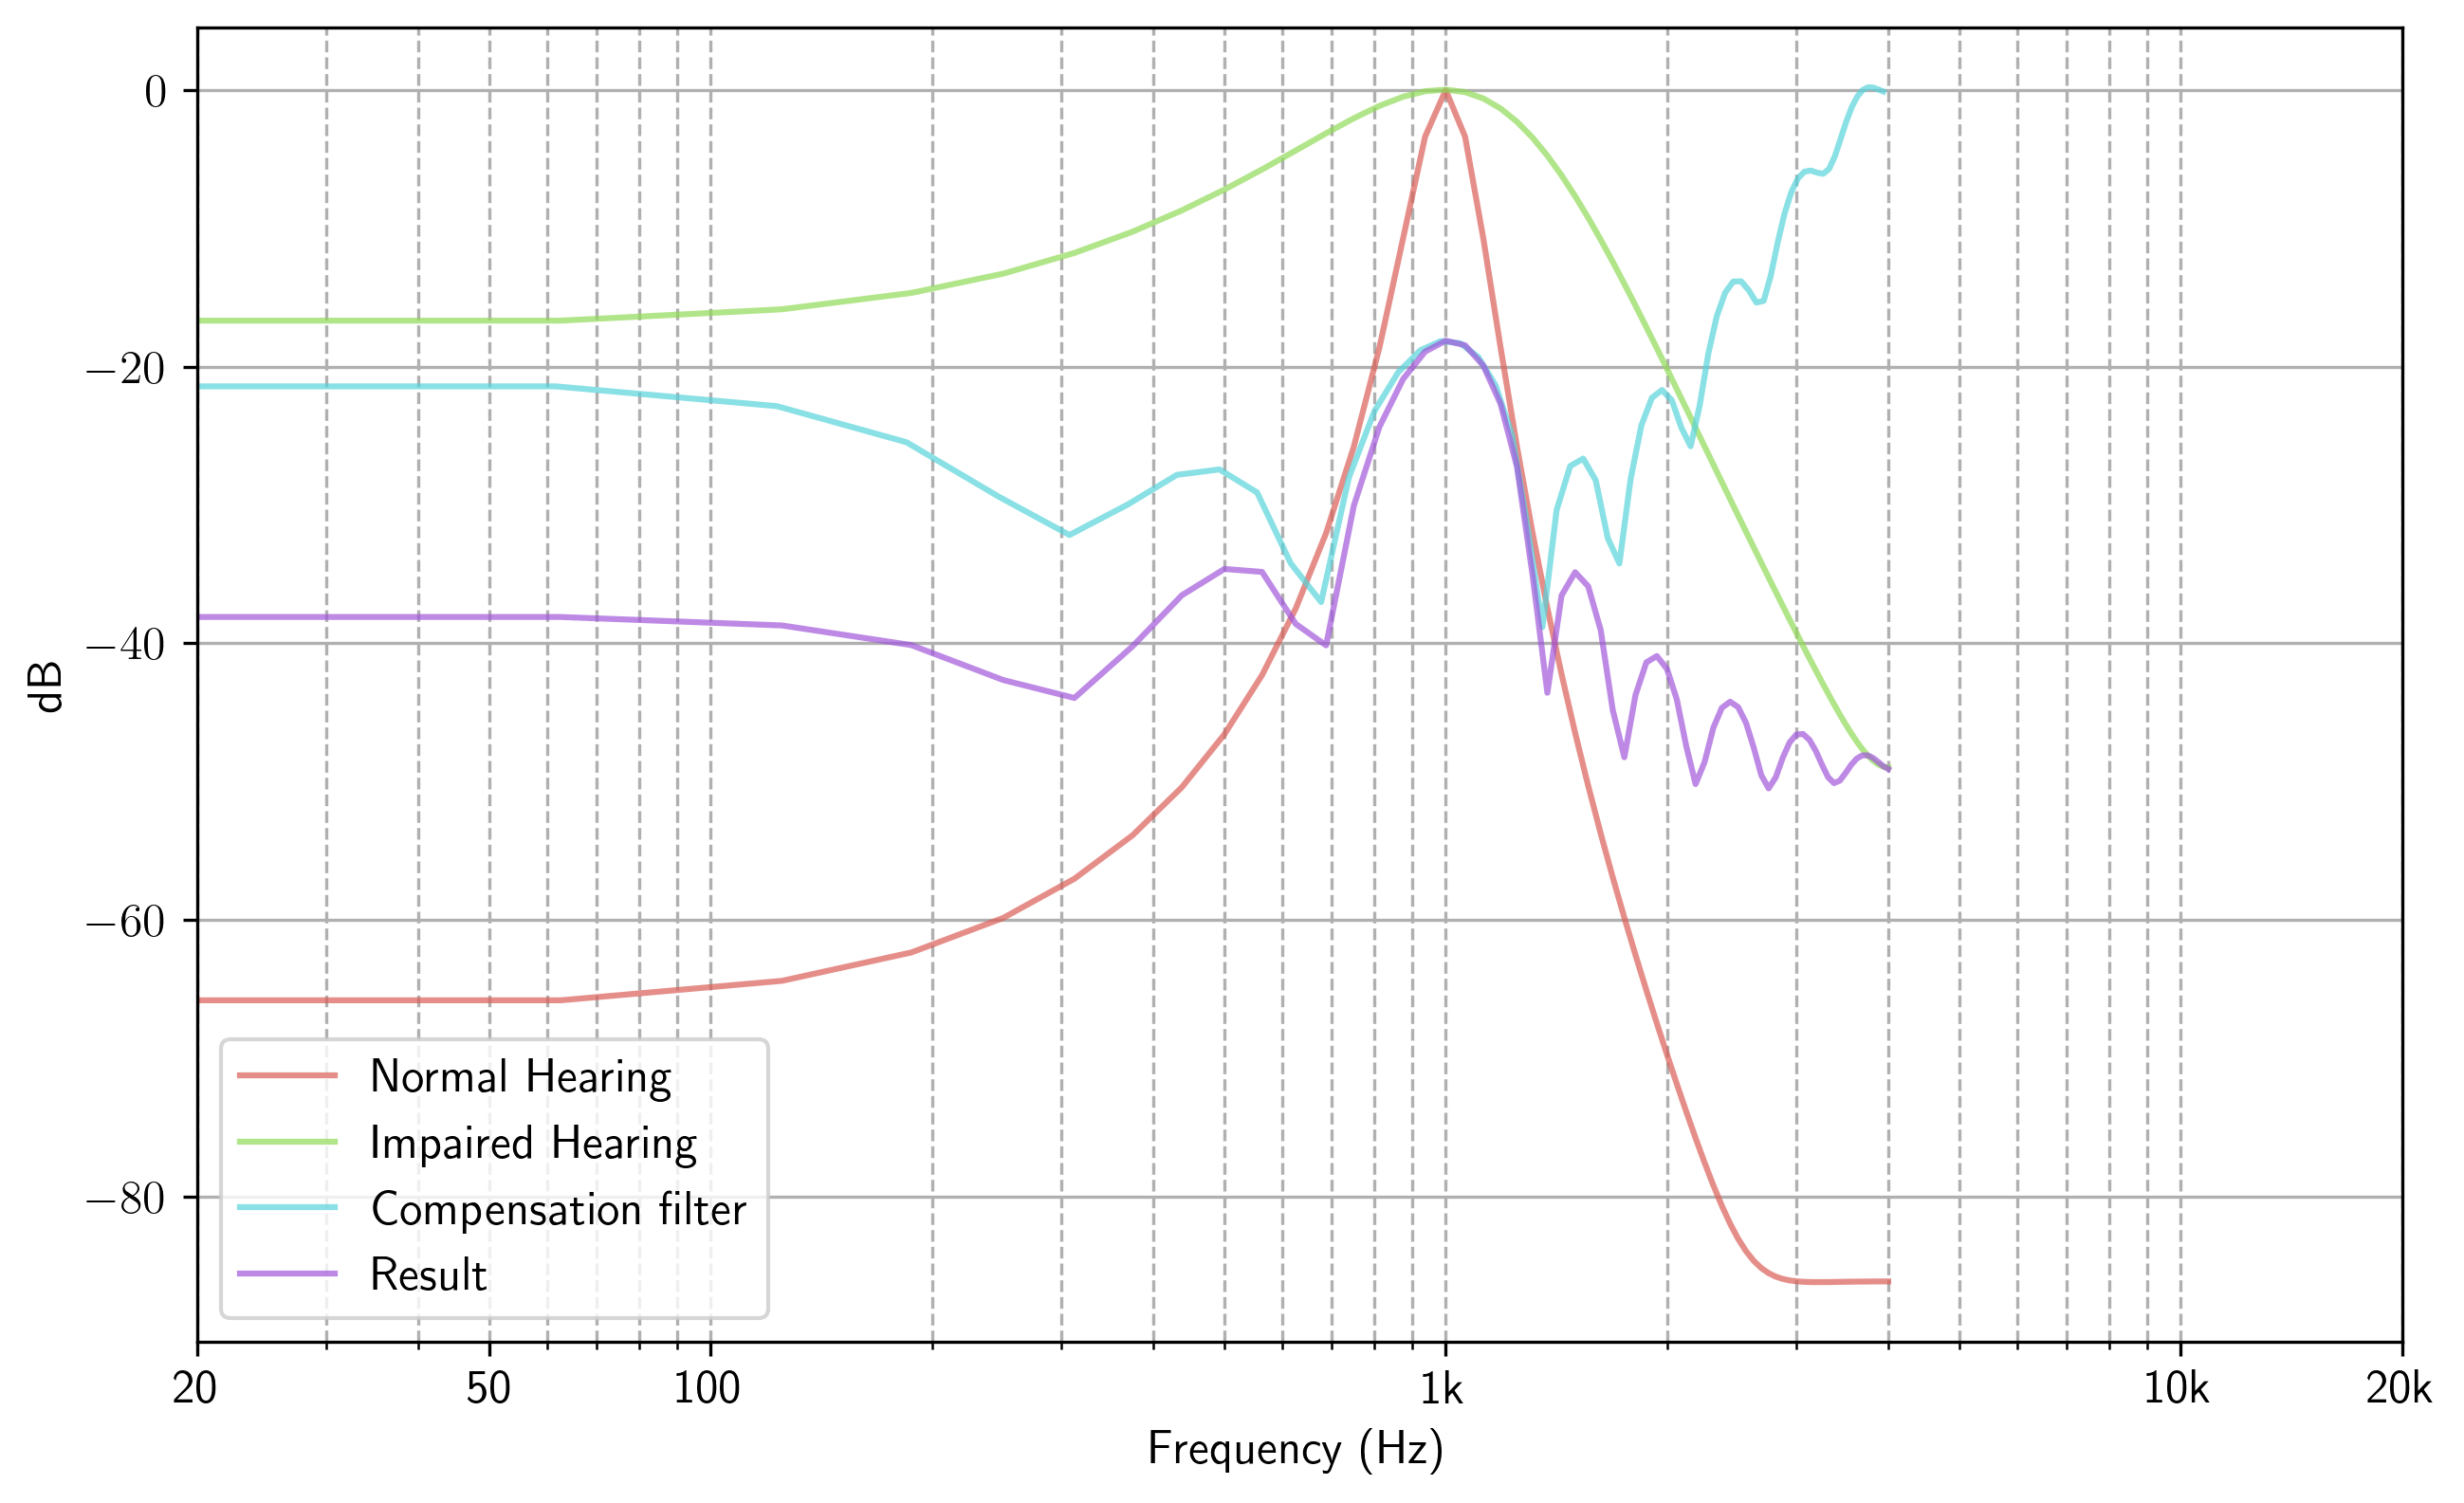 0
−20
−40
−60
−80
dB
Normal Hearing
Impaired Hearing
Compensation filter
Result
20 50 100 1k 10k 20k
Frequency (Hz)